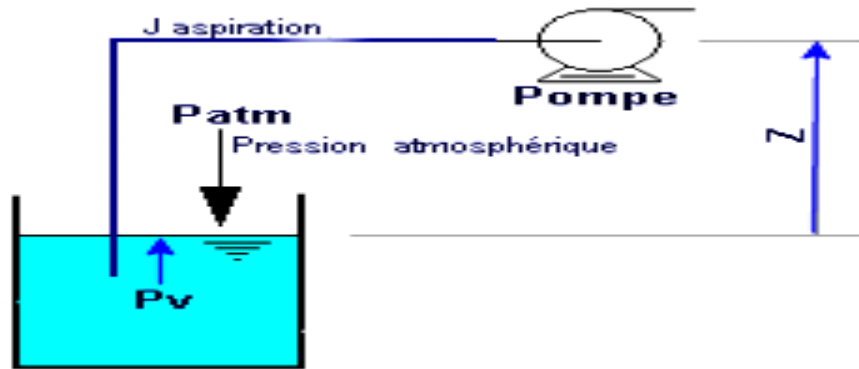 J aspiration
Pompe
Patm
Pression atmosphérique
Z
Pv